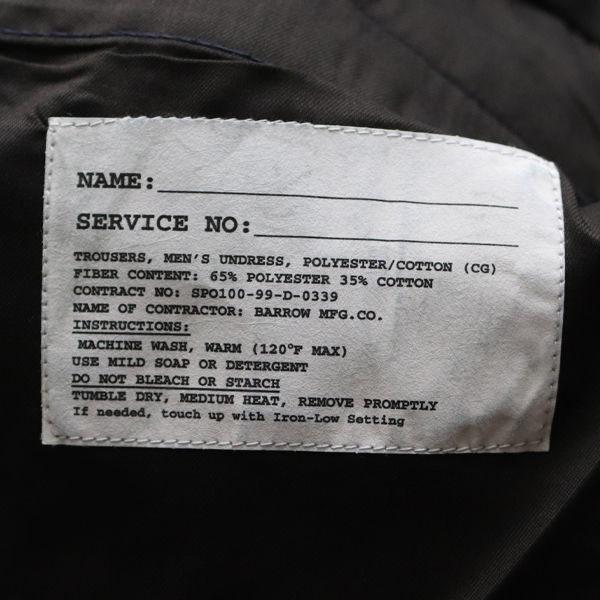 NAME:
SERVICE NO:
TROUSERS, MEN'S UNDRESS, POLYESTER/COTTON (CG)
FIBER CONTENT: 65% POLYESTER 35% COTTON
CONTRACT NO: SPO100-99-D-0339
NAME OF CONTRACTOR: BARROW MFG.CO.
INSTRUCTIONS:
MACHINE WASH, WARM (120°F MAX)
USE MILD SOAP OR DETERGENT
DO NOT BLEACH OR STARCH
TUMBLE DRY, MEDIUM HEAT, REMOVE PROMPTLY
If needed, touch up with Iron-Low Setting